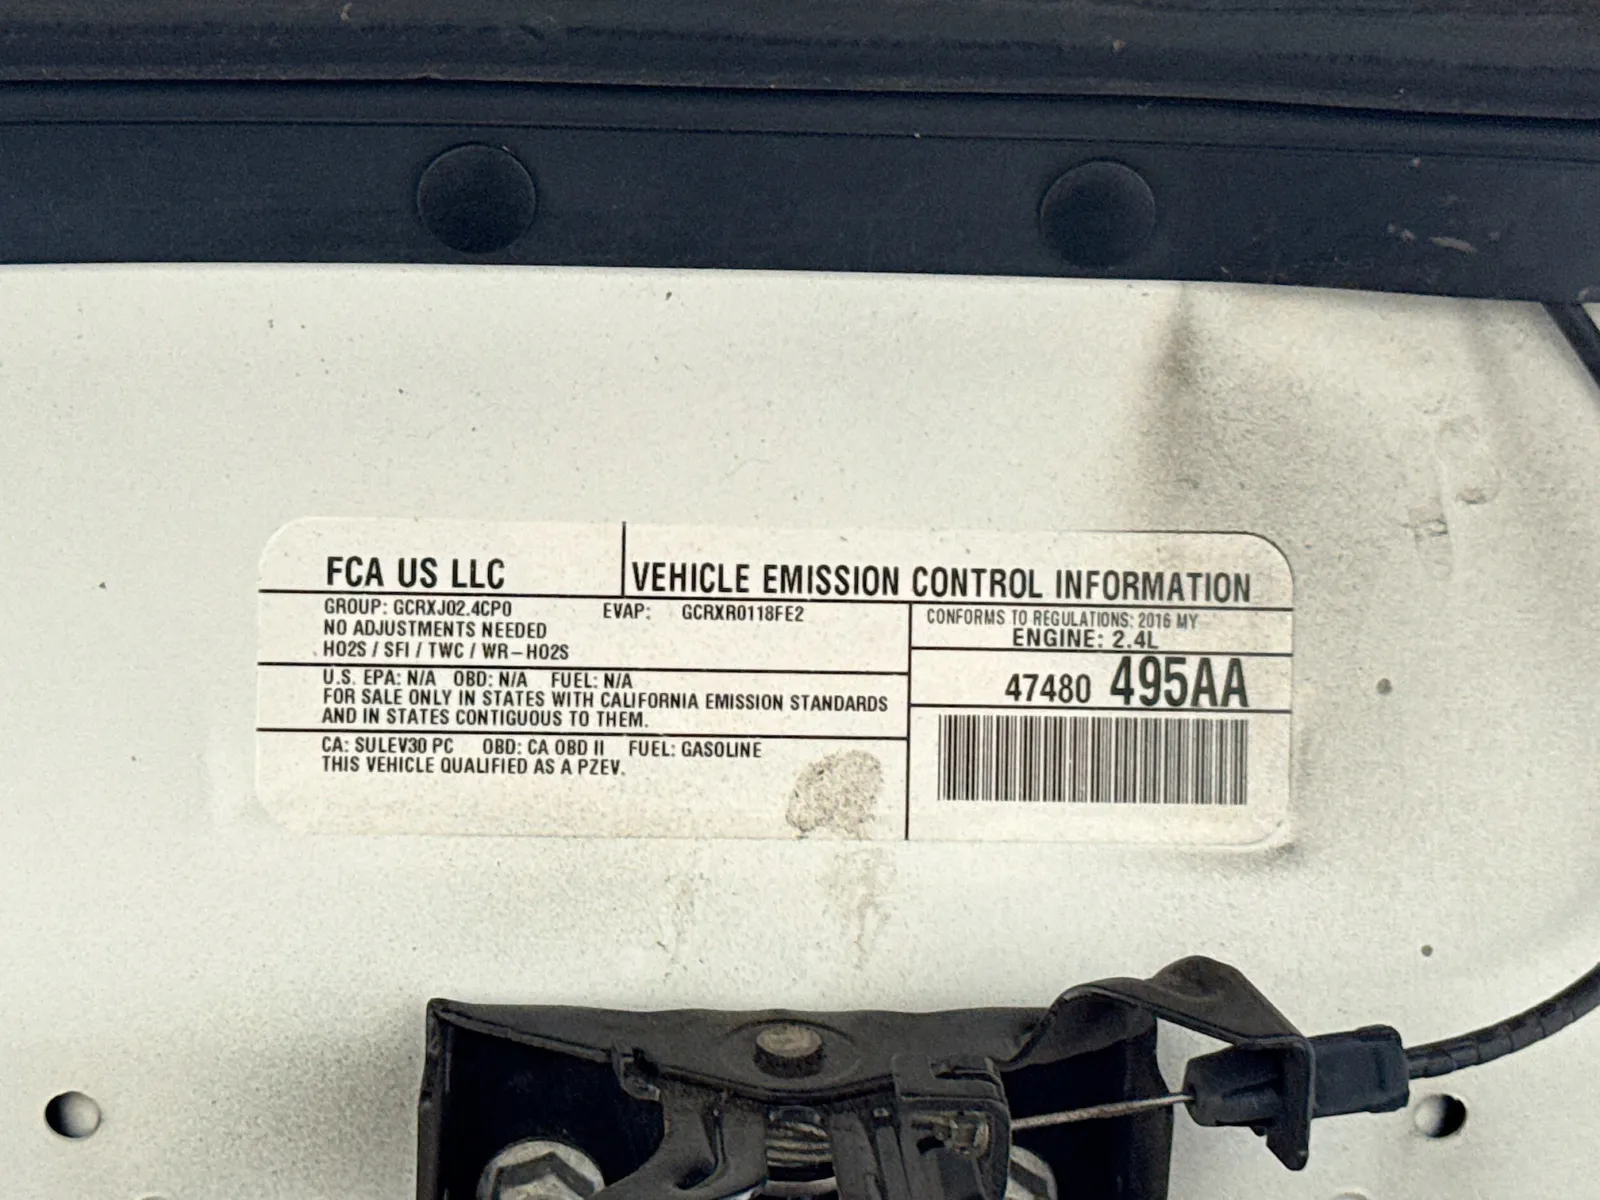 FCA US LLC
VEHICLE EMISSION CONTROL INFORMATION
GROUP: GCRXJ02.4CP0 EVAP: GCRXR0118FE2
NO ADJUSTMENTS NEEDED
HO2S / SFI / TWC / WR-HO2S
U.S. EPA: N/A OBD: N/A FUEL: N/A
FOR SALE ONLY IN STATES WITH CALIFORNIA EMISSION STANDARDS
AND IN STATES CONTIGUOUS TO THEM.
CA: SULEV30 PC OBD: CA OBD II FUEL: GASOLINE
THIS VEHICLE QUALIFIED AS A PZEV.
CONFORMS TO REGULATIONS: 2016 MY
ENGINE: 2.4L
47480 495AA